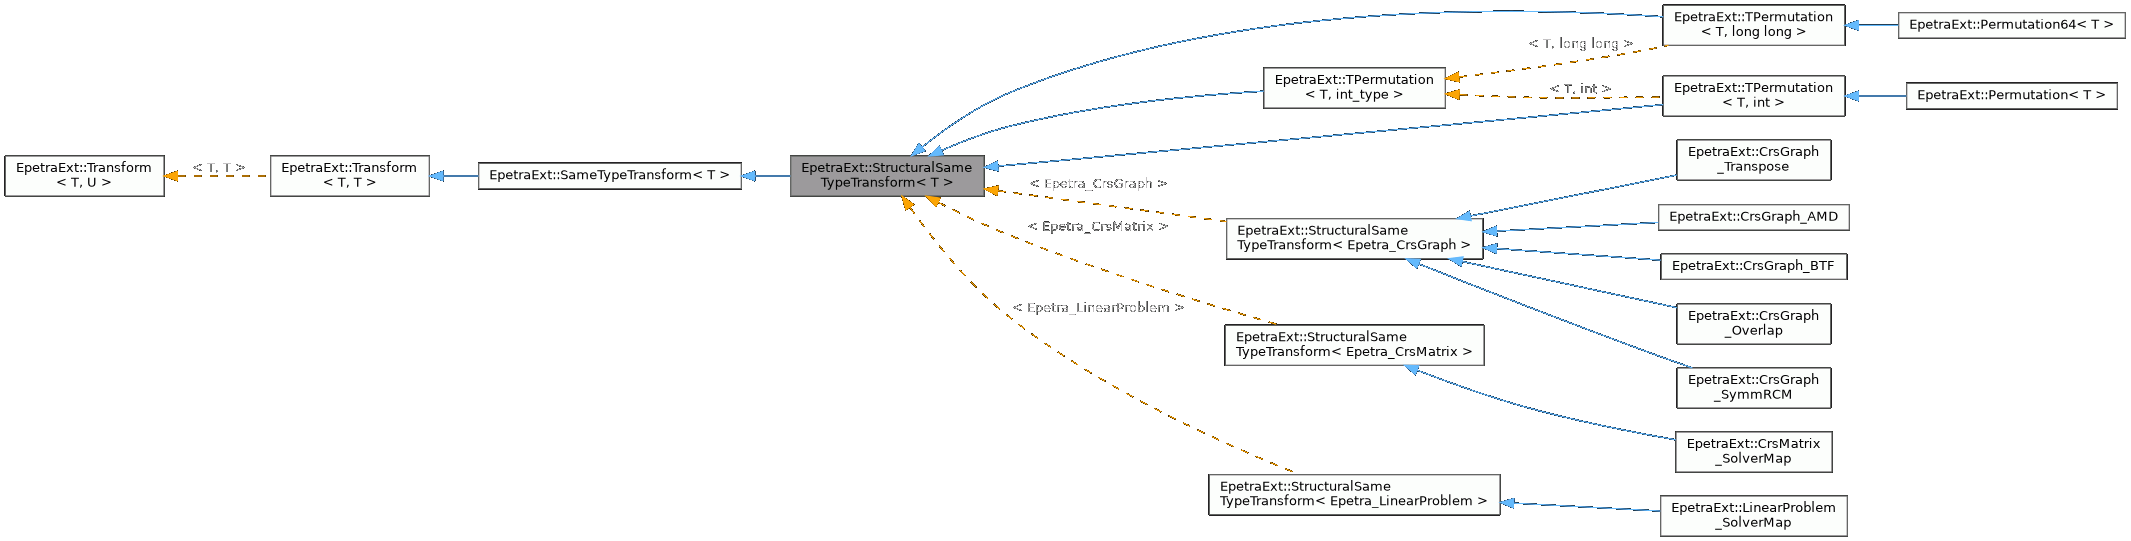 EpetraExt::Transform
< T, U >
< T, T >
EpetraExt::Transform
< T, T >
EpetraExt::SameTypeTransform< T >
EpetraExt::StructuralSame
TypeTransform< T >
EpetraExt::TPermutation
< T, int_type >
< T, long long >
< T, int >
EpetraExt::TPermutation
< T, long long >
EpetraExt::Permutation64< T >
EpetraExt::TPermutation
< T, int >
EpetraExt::Permutation< T >
< Epetra_CrsGraph >
EpetraExt::StructuralSame
TypeTransform< Epetra_CrsGraph >
EpetraExt::CrsGraph
_Transpose
EpetraExt::CrsGraph_AMD
EpetraExt::CrsGraph_BTF
EpetraExt::CrsGraph
_Overlap
EpetraExt::CrsGraph
_SymmRCM
< Epetra_CrsMatrix >
EpetraExt::StructuralSame
TypeTransform< Epetra_CrsMatrix >
EpetraExt::CrsMatrix
_SolverMap
< Epetra_LinearProblem >
EpetraExt::StructuralSame
TypeTransform< Epetra_LinearProblem >
EpetraExt::LinearProblem
_SolverMap